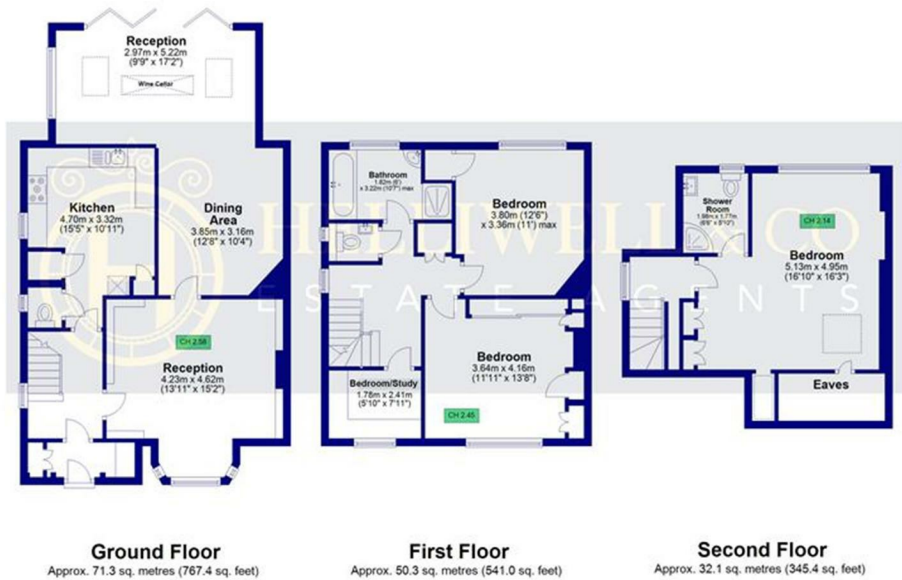 Reception
2.97m x 5.22m
(9'9" x 17'2")
Wine Cellar
Kitchen
4.70m x 3.32m
(15'5" x 10'11")
Dining
Area
3.85m x 3.16m
(12'8" x 10'4")
CH 2.58
Reception
4.23m x 4.62m
(13'11" x 15'2")
Ground Floor
Approx. 71.3 sq. metres (767.4 sq. feet)
Bathroom
1.82m (6')
x 3.22m (10'7") max
Bedroom
3.80m (12'6")
x 3.36m (11') max
Bedroom/Study
1.78m x 2.41m
(5'10" x 7'11")
Bedroom
3.64m x 4.16m
(11'11" x 13'8")
CH 2.45
First Floor
Approx. 50.3 sq. metres (541.0 sq. feet)
Shower
Room
1.98m x 1.77m
(6'6" x 5'10")
CH 2.14
Bedroom
5.13m x 4.95m
(16'10" x 16'3")
Eaves
Second Floor
Approx. 32.1 sq. metres (345.4 sq. feet)
HELLIWELL & CO
ESTATE AGENTS